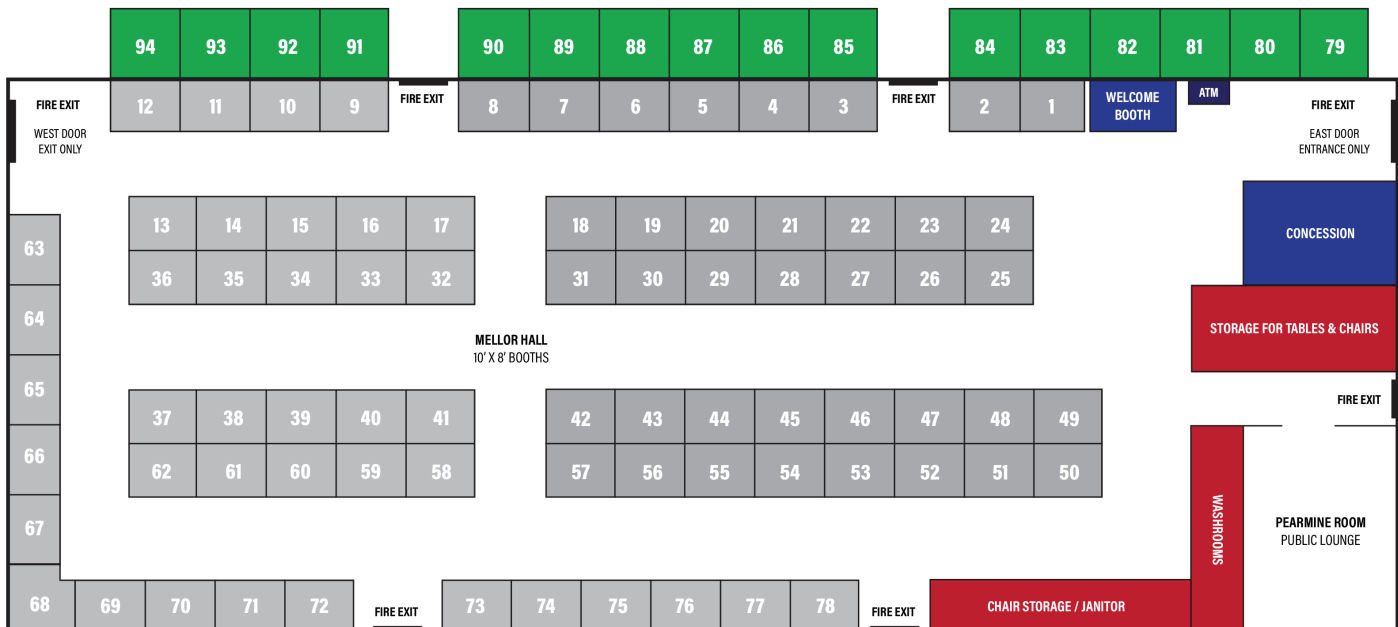 94 93 92 91 90 89 88 87 86 85 84 83 82 81 80 79
12 11 10 9 8 7 6 5 4 3 2 1
FIRE EXIT
WEST DOOR
EXIT ONLY
FIRE EXIT
FIRE EXIT
WELCOME
BOOTH
ATM
FIRE EXIT
EAST DOOR
ENTRANCE ONLY
13 14 15 16 17 18 19 20 21 22 23 24
36 35 34 33 32 31 30 29 28 27 26 25
CONCESSION
63
64
65
66
67
MELLOR HALL
10' X 8' BOOTHS
STORAGE FOR TABLES & CHAIRS
FIRE EXIT
37 38 39 40 41 42 43 44 45 46 47 48 49
62 61 60 59 58 57 56 55 54 53 52 51 50
WASHROOMS
PEARMINE ROOM
PUBLIC LOUNGE
68 69 70 71 72
FIRE EXIT
73 74 75 76 77 78
FIRE EXIT
CHAIR STORAGE / JANITOR